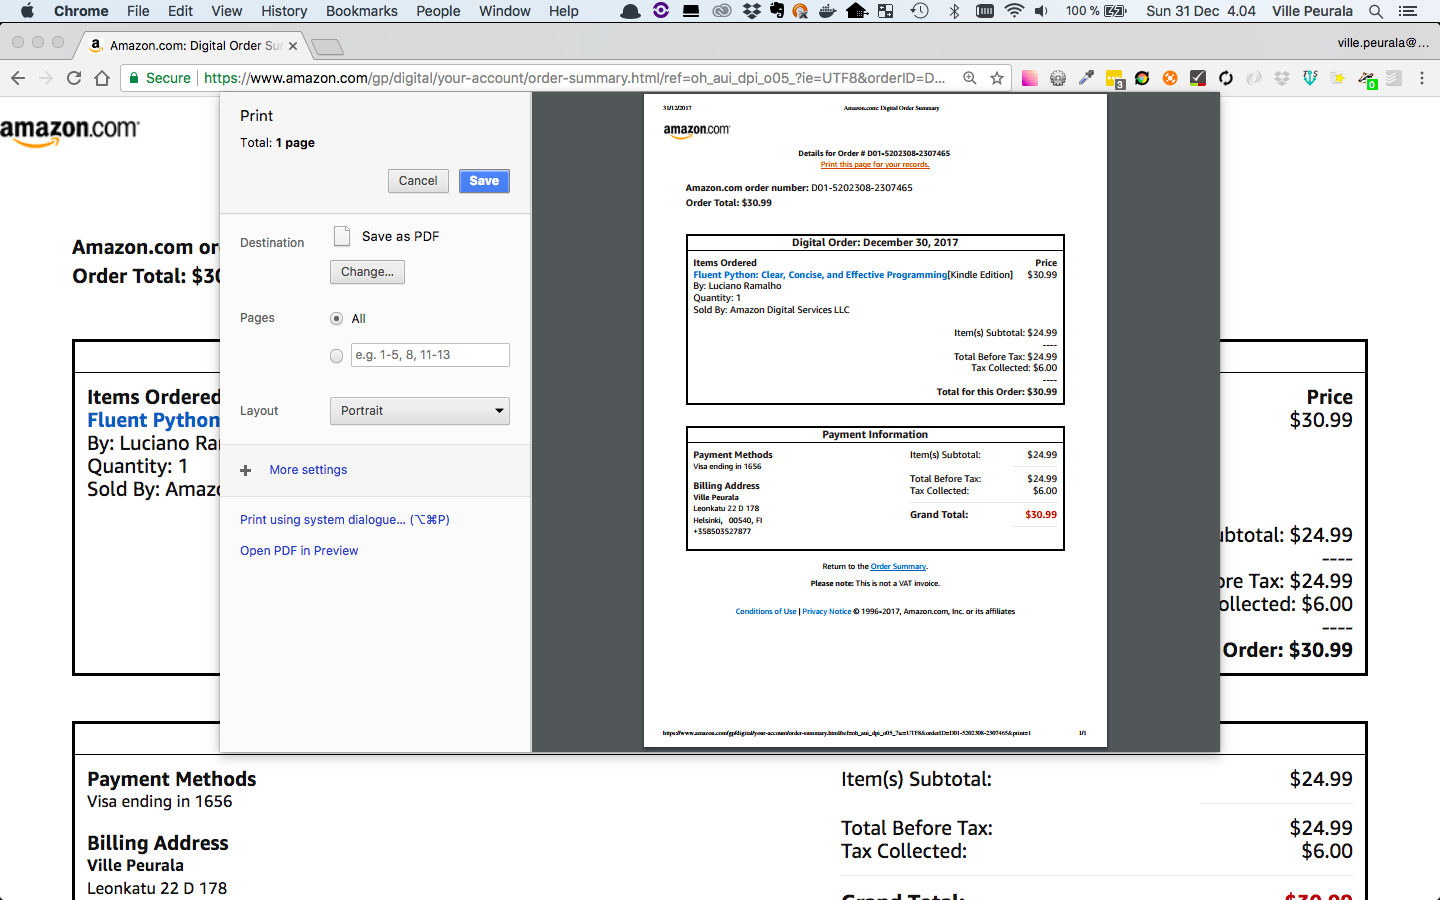 Chrome File Edit View History Bookmarks People Window Help 100 % Sun 31 Dec 4.04 Ville Peurala
Amazon.com: Digital Order Su
ville.peurala@...
Secure https://www.amazon.com/gp/digital/your-account/order-summary.html/ref=oh_aui_dpi_o05_?ie=UTF8&orderID=D...
3
0
amazon.com
Amazon.com or
Order Total: $30
Items Ordered
Price
Fluent Python
$30.99
By: Luciano Ra
Quantity: 1
Sold By: Amaz
ubtotal: $24.99
----
ore Tax: $24.99
ollected: $6.00
----
Order: $30.99
Payment Methods
Visa ending in 1656
Billing Address
Ville Peurala
Leonkatu 22 D 178
Item(s) Subtotal: $24.99
Total Before Tax: $24.99
Tax Collected: $6.00
Grand Total: $30.99
Print
Total: 1 page
Cancel Save
Destination Save as PDF
Change...
Pages All
e.g. 1-5, 8, 11-13
Layout Portrait
More settings
Print using system dialogue... (⌥⌘P)
Open PDF in Preview
31/12/2017 Amazon.com: Digital Order Summary
amazon.com
Details for Order # D01-5202308-2307465
Print this page for your records.
Amazon.com order number: D01-5202308-2307465
Order Total: $30.99
Digital Order: December 30, 2017
Items Ordered Price
Fluent Python: Clear, Concise, and Effective Programming[Kindle Edition] $30.99
By: Luciano Ramalho
Quantity: 1
Sold By: Amazon Digital Services LLC
Item(s) Subtotal: $24.99
----
Total Before Tax: $24.99
Tax Collected: $6.00
----
Total for this Order: $30.99
Payment Information
Payment Methods
Visa ending in 1656
Billing Address
Ville Peurala
Leonkatu 22 D 178
Helsinki, 00540, FI
+358503527877
Item(s) Subtotal: $24.99
Total Before Tax: $24.99
Tax Collected: $6.00
Grand Total: $30.99
Return to the Order Summary.
Please note: This is not a VAT invoice.
Conditions of Use | Privacy Notice © 1996-2017, Amazon.com, Inc. or its affiliates
https://www.amazon.com/gp/digital/your-account/order-summary.html/ref=oh_aui_dpi_o05_?ie=UTF8&orderID=D01-5202308-2307465&print=1 1/1